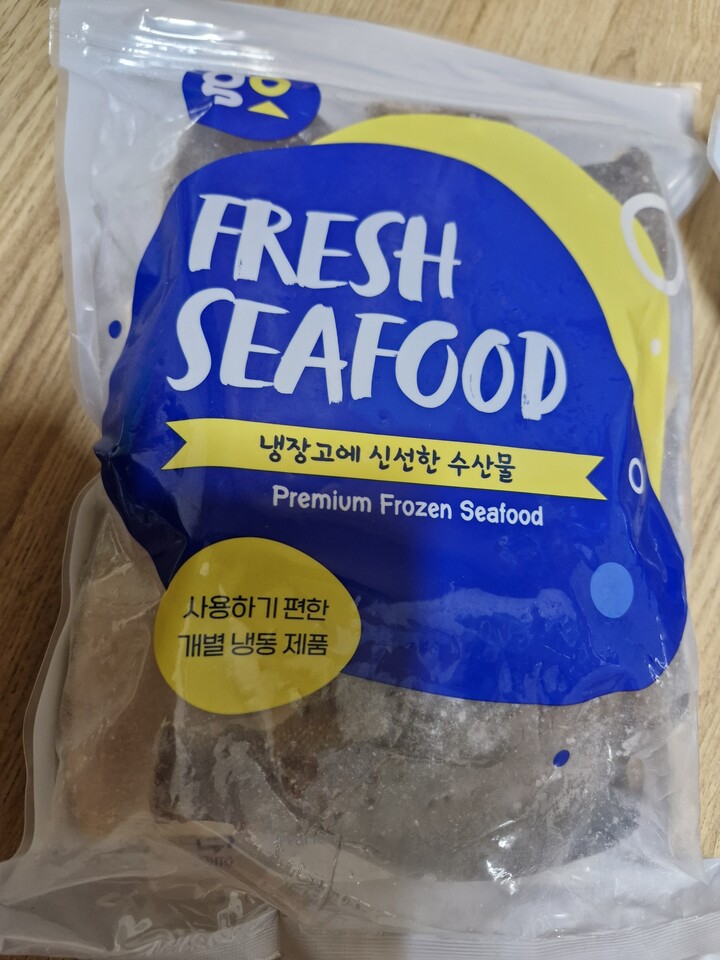 go
FRESH
SEAFOOD
냉장고에 신선한 수산물
Premium Frozen Seafood
사용하기 편한
개별 냉동 제품